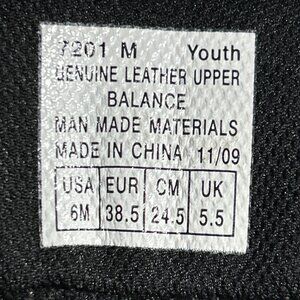 7201 M Youth
GENUINE LEATHER UPPER
BALANCE
MAN MADE MATERIALS
MADE IN CHINA 11/09
USA EUR CM UK
6M 38.5 24.5 5.5